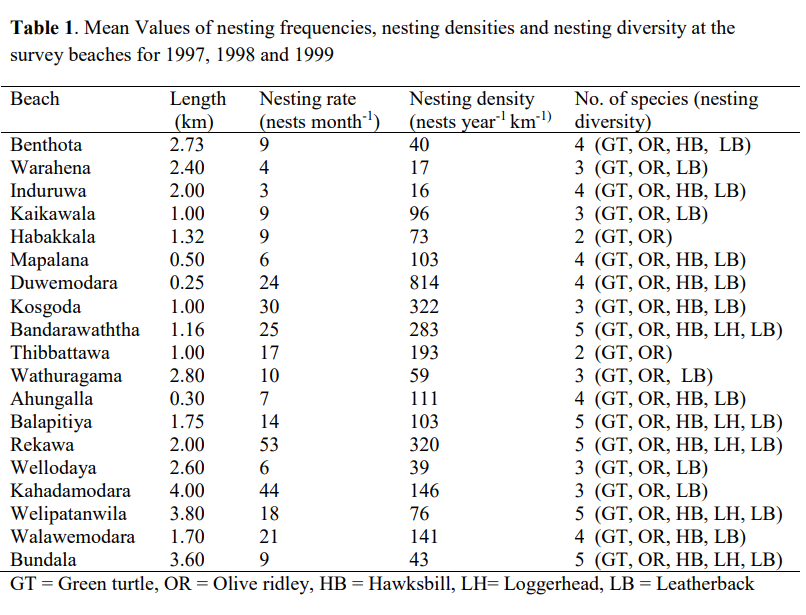 Table 1. Mean Values of nesting frequencies, nesting densities and nesting diversity at the
survey beaches for 1997, 1998 and 1999
Beach Length Nesting rate Nesting density No. of species (nesting
(km) (nests month-1) (nests year-1 km-1) diversity)
Benthota 2.73 9 40 4 (GT, OR, HB, LB)
Warahena 2.40 4 17 3 (GT, OR, LB)
Induruwa 2.00 3 16 4 (GT, OR, HB, LB)
Kaikawala 1.00 9 96 3 (GT, OR, LB)
Habakkala 1.32 9 73 2 (GT, OR)
Mapalana 0.50 6 103 4 (GT, OR, HB, LB)
Duwemodara 0.25 24 814 4 (GT, OR, HB, LB)
Kosgoda 1.00 30 322 3 (GT, OR, HB, LB)
Bandarawaththa 1.16 25 283 5 (GT, OR, HB, LH, LB)
Thibbattawa 1.00 17 193 2 (GT, OR)
Wathuragama 2.80 10 59 3 (GT, OR, LB)
Ahungalla 0.30 7 111 4 (GT, OR, HB, LB)
Balapitiya 1.75 14 103 5 (GT, OR, HB, LH, LB)
Rekawa 2.00 53 320 5 (GT, OR, HB, LH, LB)
Wellodaya 2.60 6 39 3 (GT, OR, LB)
Kahadamodara 4.00 44 146 3 (GT, OR, LB)
Welipatanwila 3.80 18 76 5 (GT, OR, HB, LH, LB)
Walawemodara 1.70 21 141 4 (GT, OR, HB, LB)
Bundala 3.60 9 43 5 (GT, OR, HB, LH, LB)
GT = Green turtle, OR = Olive ridley, HB = Hawksbill, LH= Loggerhead, LB = Leatherback